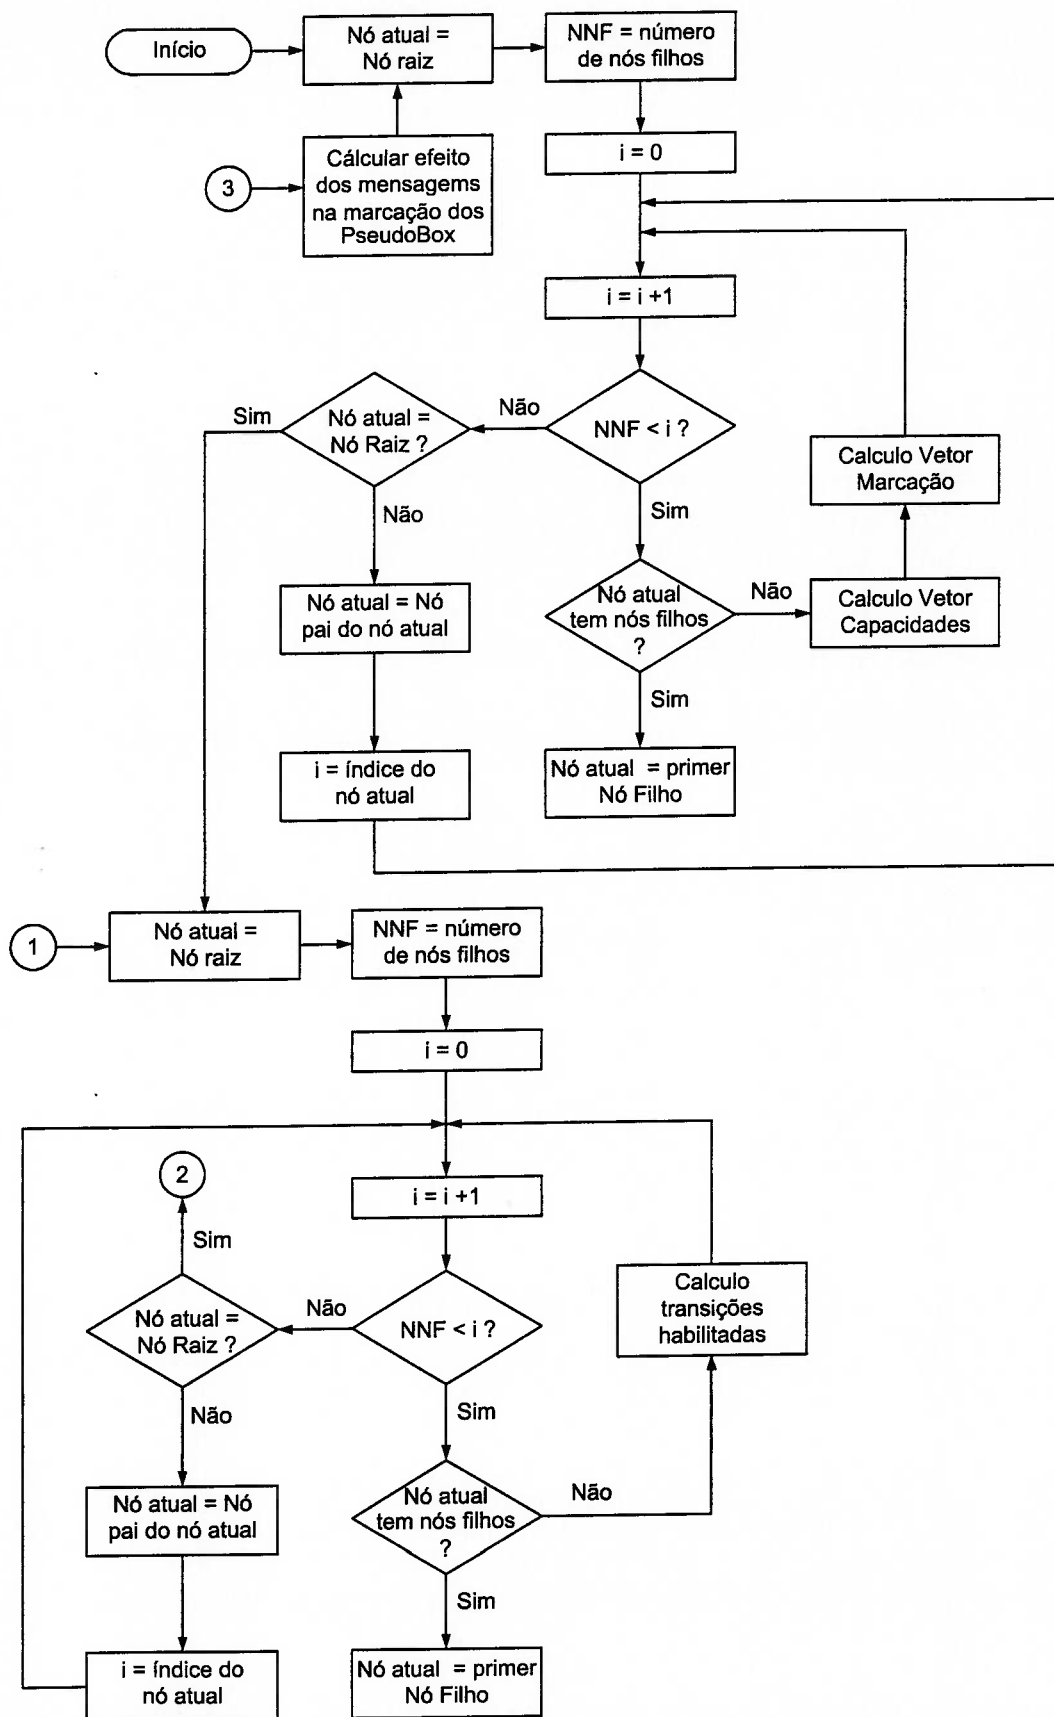 Início
Nó atual =
Nó raiz
NNF = número
de nós filhos
3
Cálcular efeito
dos mensagems
na marcação dos
PseudoBox
i = 0
i = i +1
Sim
Nó atual =
Nó Raiz ?
Não
NNF < i ?
Calculo Vetor
Marcação
Não
Sim
Nó atual = Nó
pai do nó atual
Nó atual
tem nós filhos
?
Não
Calculo Vetor
Capacidades
Sim
i = índice do
nó atual
Nó atual = primer
Nó Filho
1
Nó atual =
Nó raiz
NNF = número
de nós filhos
i = 0
2
i = i +1
Sim
Nó atual =
Nó Raiz ?
Não
NNF < i ?
Calculo
transições
habilitadas
Não
Sim
Nó atual = Nó
pai do nó atual
Nó atual
tem nós filhos
?
Não
Sim
i = índice do
nó atual
Nó atual = primer
Nó Filho